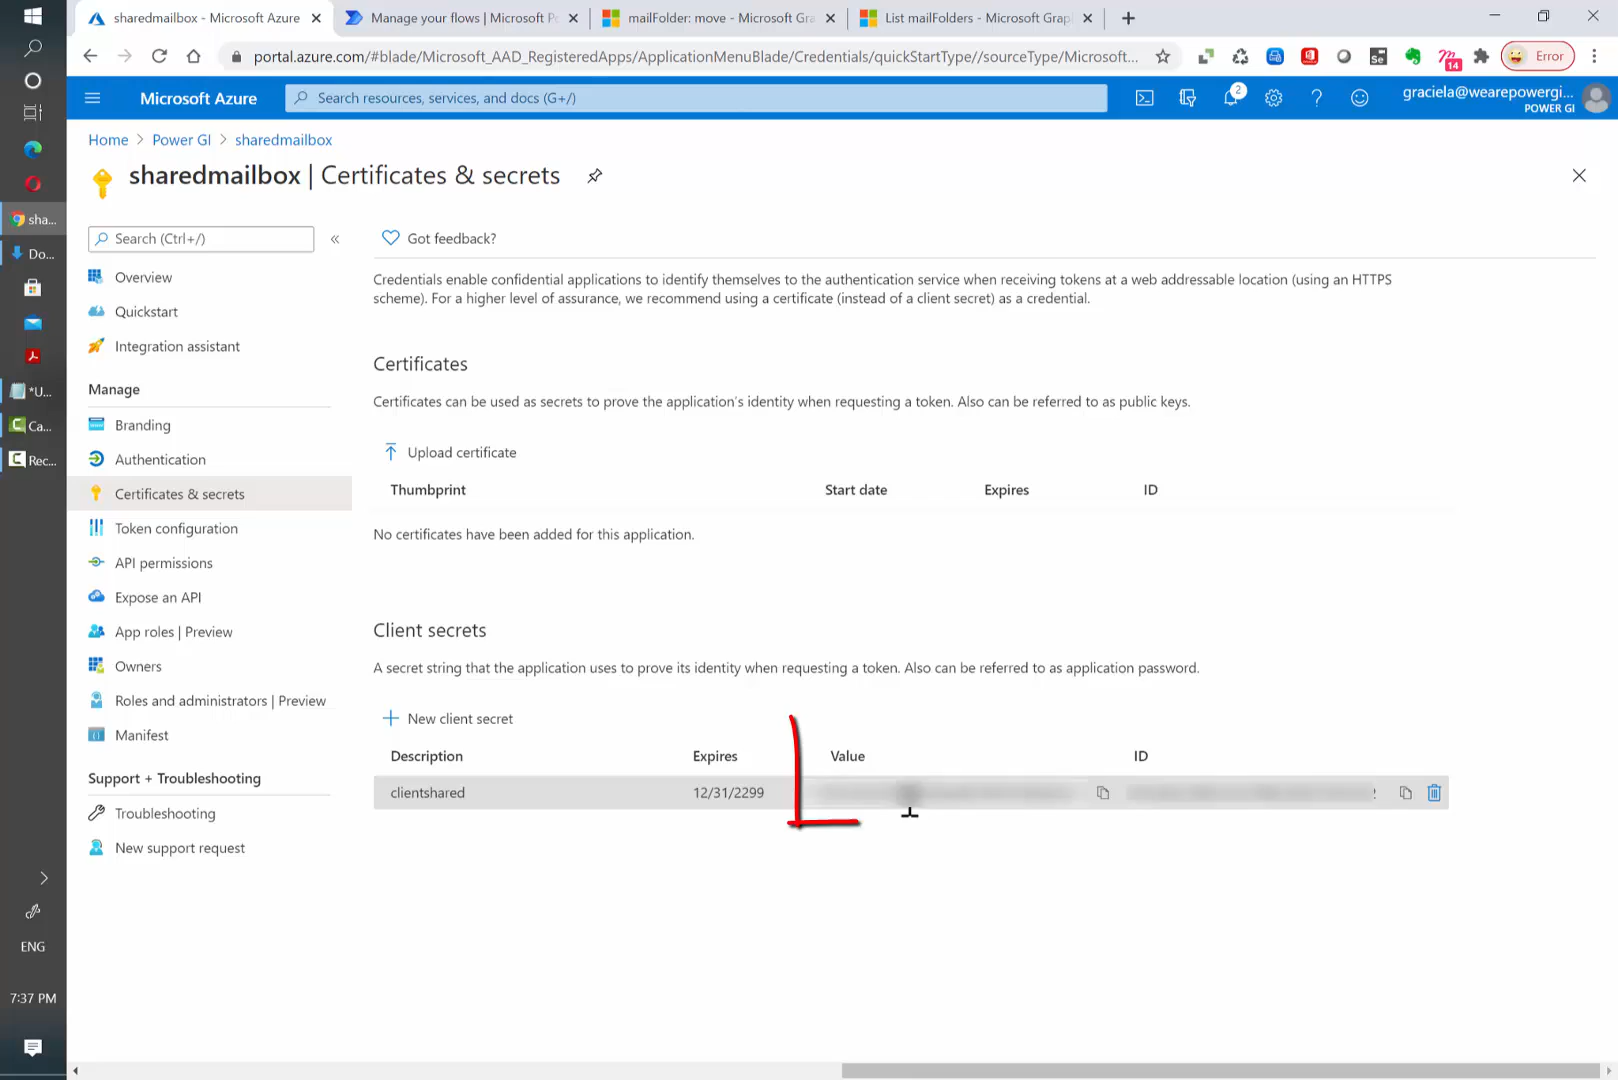 sharedmailbox - Microsoft Azure
Manage your flows | Microsoft Po
mailFolder: move - Microsoft Gra
List mailFolders - Microsoft Grap
portal.azure.com/#blade/Microsoft_AAD_RegisteredApps/ApplicationMenuBlade/Credentials/quickStartType//sourceType/Microsoft...
14
Error
Microsoft Azure
Search resources, services, and docs (G+/)
2
graciela@wearepowergi...
POWER GI
Home > Power GI > sharedmailbox
sharedmailbox | Certificates & secrets
Search (Ctrl+/)
«
Got feedback?
Overview
Quickstart
Integration assistant
Manage
Branding
Authentication
Certificates & secrets
Token configuration
API permissions
Expose an API
App roles | Preview
Owners
Roles and administrators | Preview
Manifest
Support + Troubleshooting
Troubleshooting
New support request
Credentials enable confidential applications to identify themselves to the authentication service when receiving tokens at a web addressable location (using an HTTPS
scheme). For a higher level of assurance, we recommend using a certificate (instead of a client secret) as a credential.
Certificates
Certificates can be used as secrets to prove the application's identity when requesting a token. Also can be referred to as public keys.
Upload certificate
Thumbprint Start date Expires ID
No certificates have been added for this application.
Client secrets
A secret string that the application uses to prove its identity when requesting a token. Also can be referred to as application password.
New client secret
Description Expires Value ID
clientshared 12/31/2299
sha...
Do...
*U...
Ca...
Rec...
ENG
7:37 PM